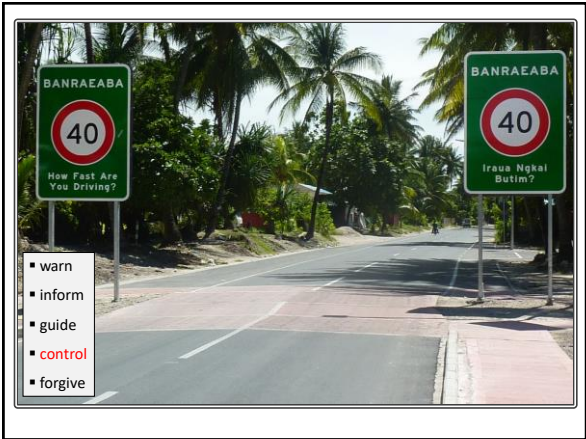 BANRAEABA
40
How Fast Are
You Driving?
BANRAEABA
40
Iraua Ngkai
Butim?
▪ warn
▪ inform
▪ guide
▪ control
▪ forgive